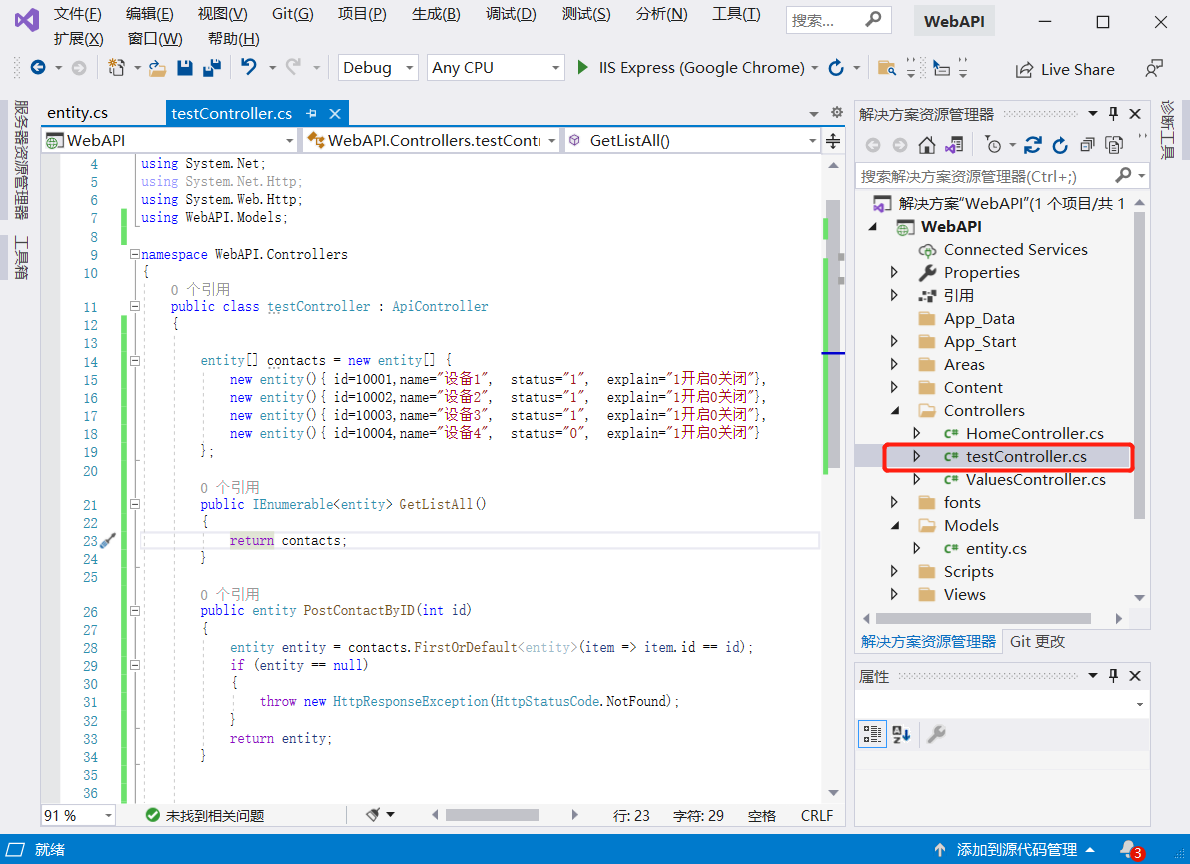 文件(F) 编辑(E) 视图(V) Git(G) 项目(P) 生成(B) 调试(D) 测试(S) 分析(N) 工具(T) 搜索... WebAPI
扩展(X) 窗口(W) 帮助(H)
Debug Any CPU IIS Express (Google Chrome) Live Share
服务器资源管理器
工具箱
entity.cs testController.cs
WebAPI WebAPI.Controllers.testContr GetListAll()
4 using System.Net;
5 using System.Net.Http;
6 using System.Web.Http;
7 using WebAPI.Models;
8
9 namespace WebAPI.Controllers
10 {
0 个引用
11 public class testController : ApiController
12 {
13
14 entity[] contacts = new entity[] {
15 new entity(){ id=10001,name="设备1", status="1", explain="1开启0关闭"},
16 new entity(){ id=10002,name="设备2", status="1", explain="1开启0关闭"},
17 new entity(){ id=10003,name="设备3", status="1", explain="1开启0关闭"},
18 new entity(){ id=10004,name="设备4", status="0", explain="1开启0关闭"}
19 };
20
0 个引用
21 public IEnumerable<entity> GetListAll()
22 {
23 return contacts;
24 }
25
0 个引用
26 public entity PostContactByID(int id)
27 {
28 entity entity = contacts.FirstOrDefault<entity>(item => item.id == id);
29 if (entity == null)
30 {
31 throw new HttpResponseException(HttpStatusCode.NotFound);
32 }
33 return entity;
34 }
35
36
91 % 未找到相关问题 行: 23 字符: 29 空格 CRLF
解决方案资源管理器
搜索解决方案资源管理器(Ctrl+;)
解决方案"WebAPI"(1 个项目/共 1
WebAPI
Connected Services
Properties
引用
App_Data
App_Start
Areas
Content
Controllers
C# HomeController.cs
C# testController.cs
C# ValuesController.cs
fonts
Models
C# entity.cs
Scripts
Views
解决方案资源管理器 Git 更改
属性
诊断工具
就绪 添加到源代码管理 3